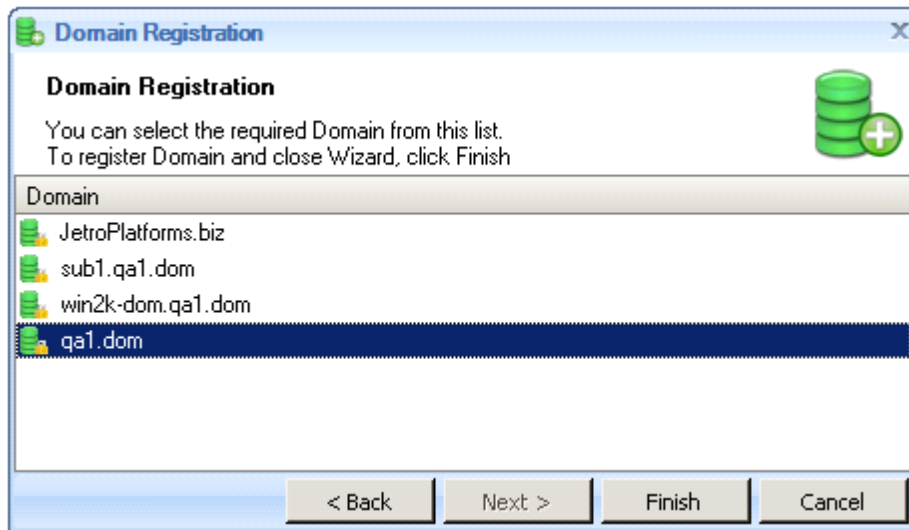 Domain Registration
Domain Registration
You can select the required Domain from this list.
To register Domain and close Wizard, click Finish
Domain
JetroPlatforms.biz
sub1.qa1.dom
win2k-dom.qa1.dom
qa1.dom
< Back Next > Finish Cancel